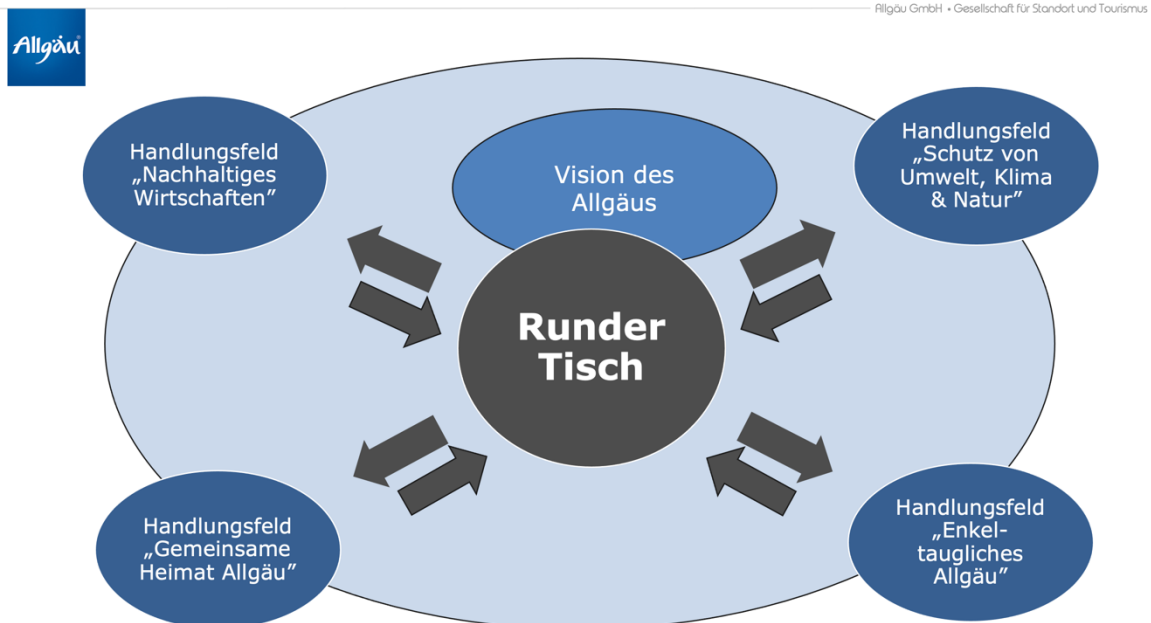 Allgäu GmbH • Gesellschaft für Standort und Tourismus
Allgäu
Handlungsfeld
„Nachhaltiges
Wirtschaften”
Vision des
Allgäus
Handlungsfeld
„Schutz von
Umwelt, Klima
& Natur”
Runder
Tisch
Handlungsfeld
„Gemeinsame
Heimat Allgäu”
Handlungsfeld
„Enkel-
taugliches
Allgäu”